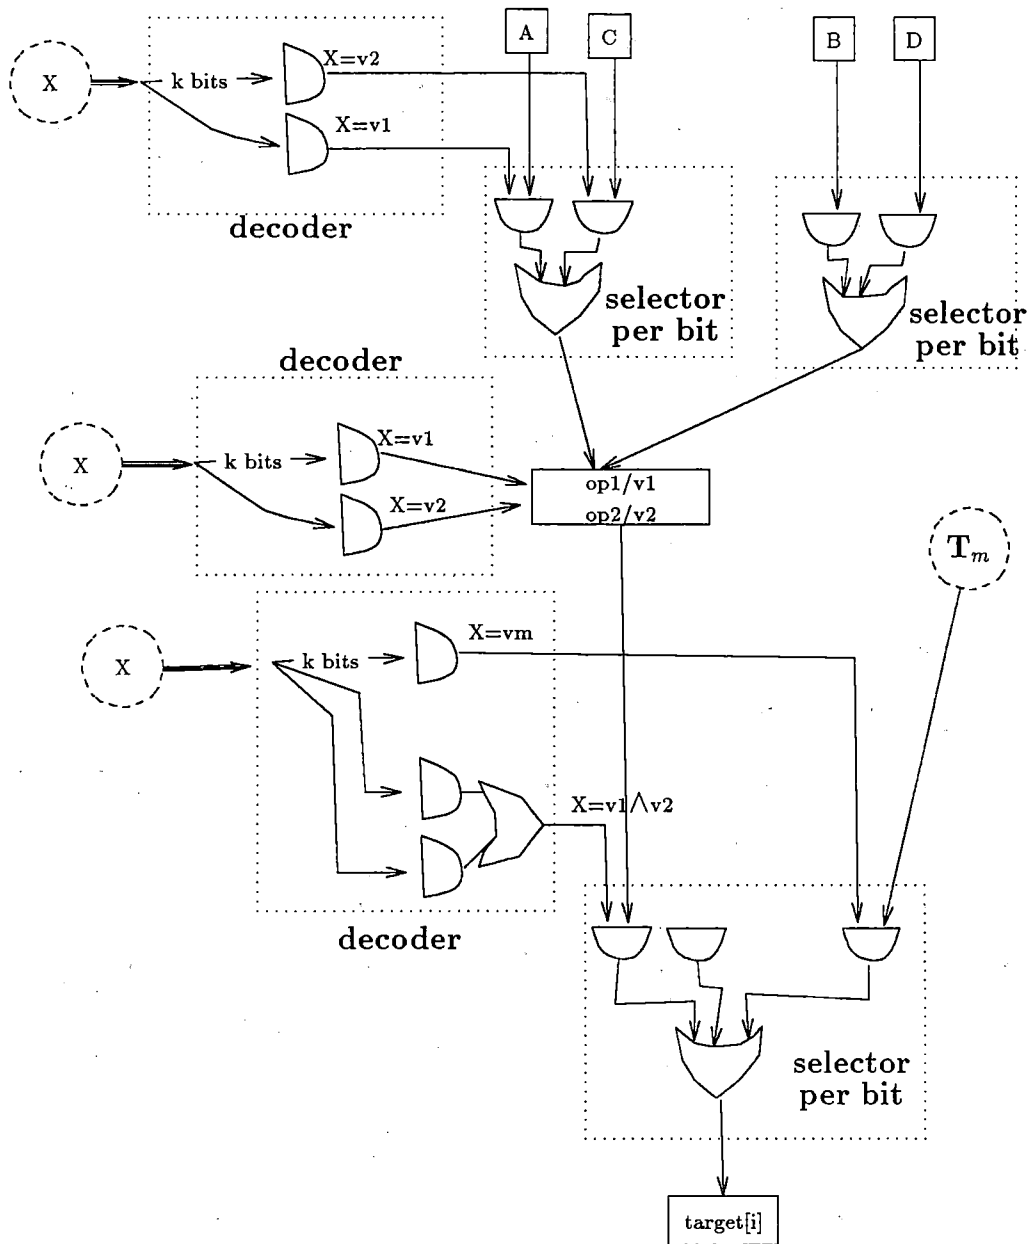 A
C
B
D
X
k bits
X=v2
X=v1
decoder
selector
per bit
selector
per bit
decoder
X
k bits
X=v1
X=v2
op1/v1
op2/v2
T_m
X
k bits
X=vm
X=v1⋀v2
decoder
selector
per bit
target[i]